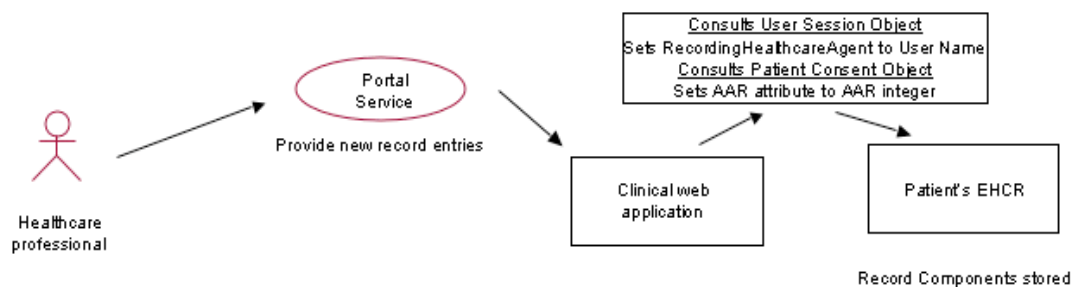 Consults User Session Object
Sets RecordingHealthcareAgent to User Name
Consults Patient Consent Object
Sets AAR attribute to AAR integer
Portal
Service
Provide new record entries
Clinical web
application
Patient's EHCR
Healthcare
professional
Record Components stored